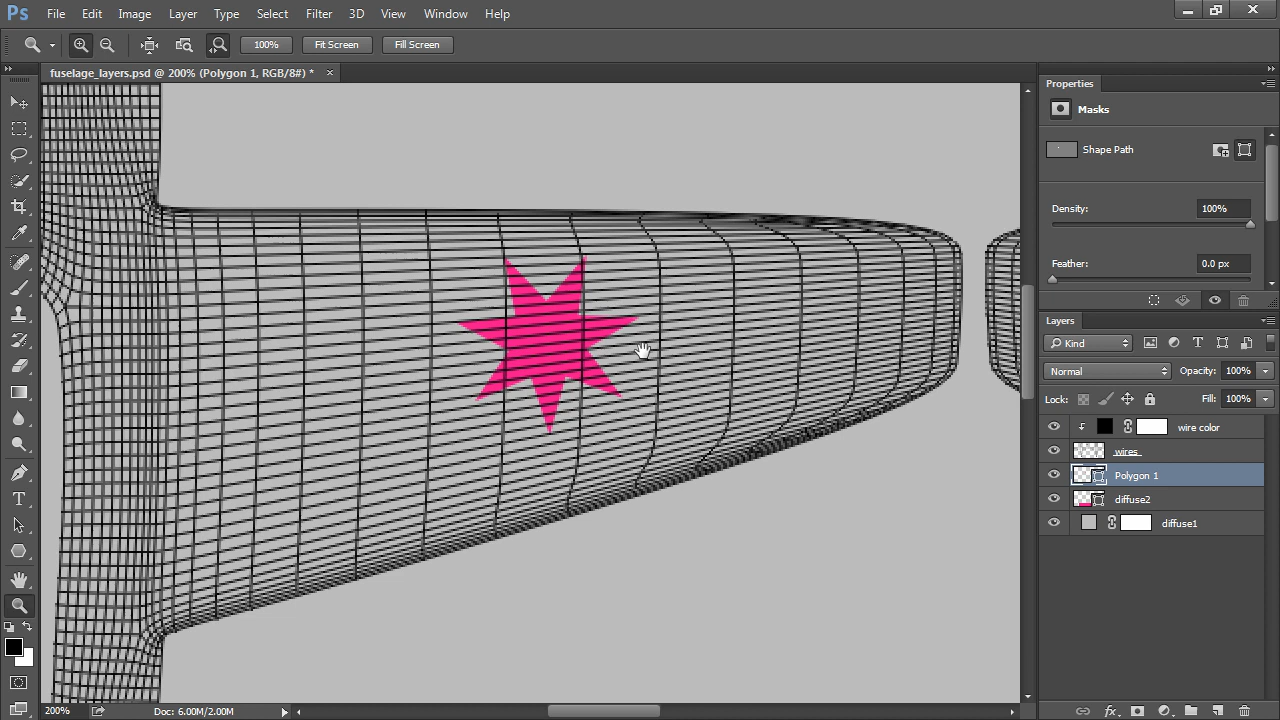 Ps File Edit Image Layer Type Select Filter 3D View Window Help
100% Fit Screen Fill Screen
fuselage_layers.psd @ 200% (Polygon 1, RGB/8#) *
Properties
Masks
Shape Path
Density: 100%
Feather: 0.0 px
Layers
Kind
Normal Opacity: 100%
Lock: Fill: 100%
wire color
wires
Polygon 1
diffuse2
diffuse1
200% Doc: 6.00M/2.00M